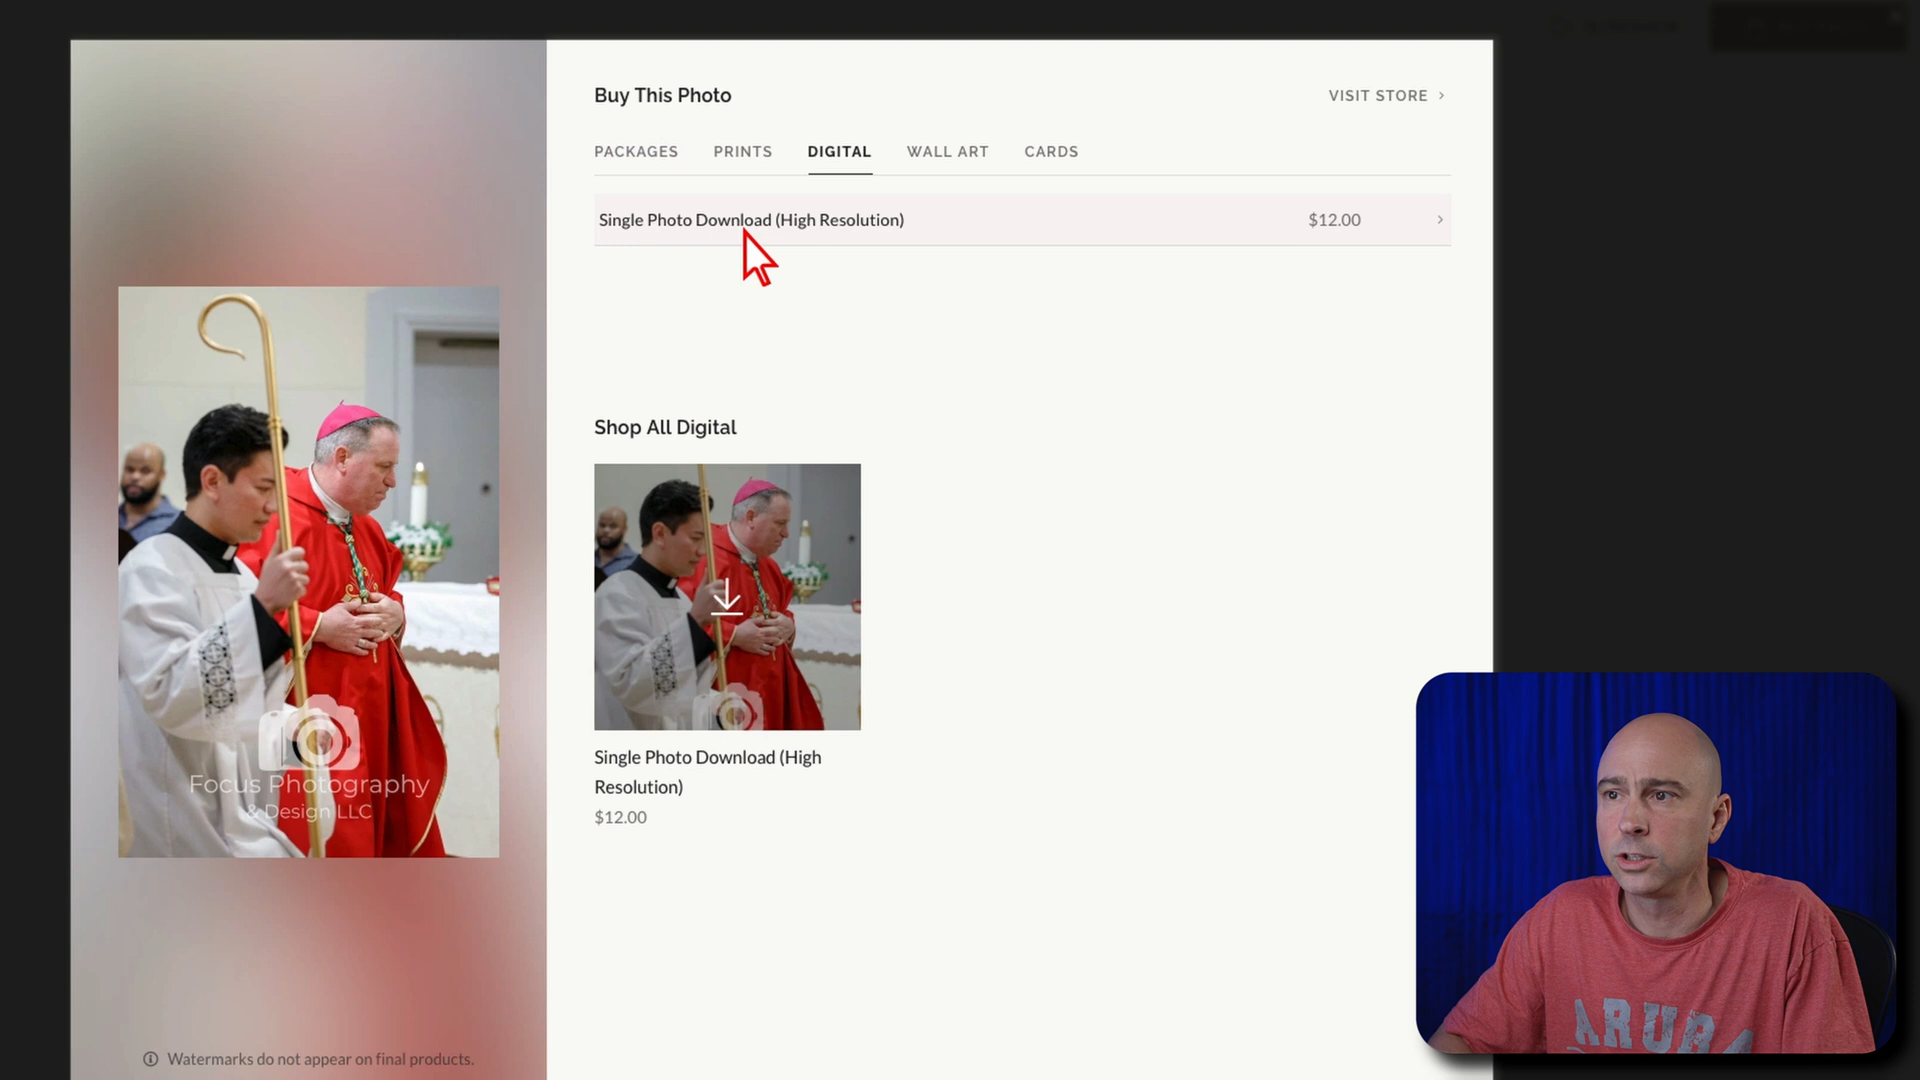 Buy This Photo
VISIT STORE
PACKAGES PRINTS DIGITAL WALL ART CARDS
Single Photo Download (High Resolution) $12.00
Focus Photography
& Design LLC
Watermarks do not appear on final products.
Shop All Digital
Single Photo Download (High
Resolution)
$12.00
ARUBA